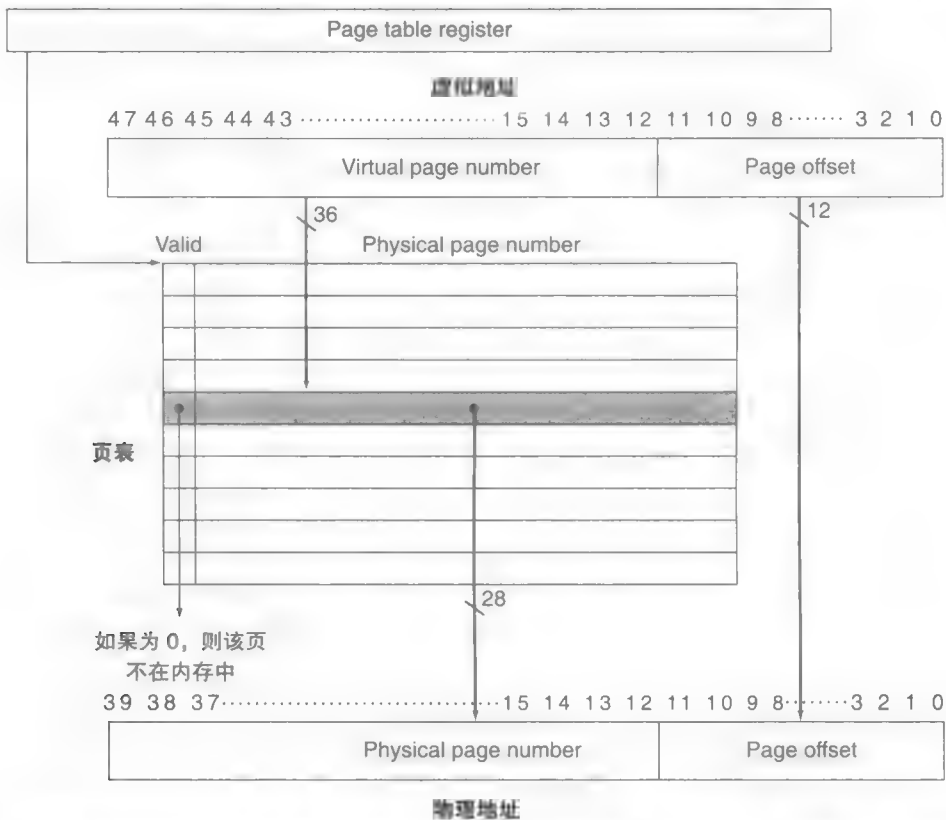 Page table register
虚拟地址
47 46 45 44 43 ························ 15 14 13 12 11 10 9 8 ······· 3 2 1 0
Virtual page number Page offset
36 12
Valid Physical page number
页表
28
如果为 0，则该页
不在内存中
39 38 37 ································ 15 14 13 12 11 10 9 8 ······· 3 2 1 0
Physical page number Page offset
物理地址